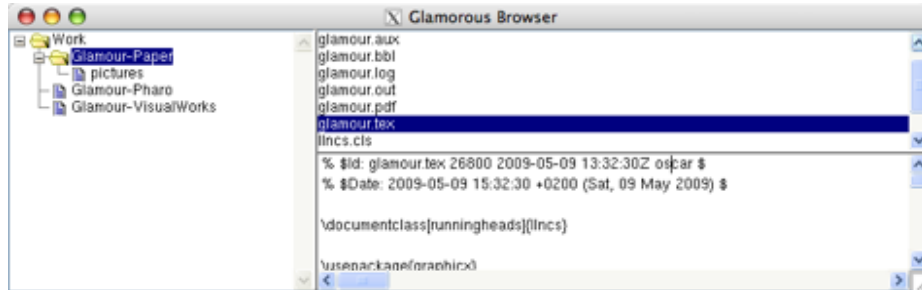 Glamorous Browser
Work
Glamour-Paper
pictures
Glamour-Pharo
Glamour-VisualWorks
glamour.aux
glamour.bbl
glamour.log
glamour.out
glamour.pdf
glamour.tex
llncs.cls
% $Id: glamour.tex 26800 2009-05-09 13:32:30Z oscar $
% $Date: 2009-05-09 15:32:30 +0200 (Sat, 09 May 2009) $
\documentclass[runningheads]{llncs}
\usepackage{graphicx}